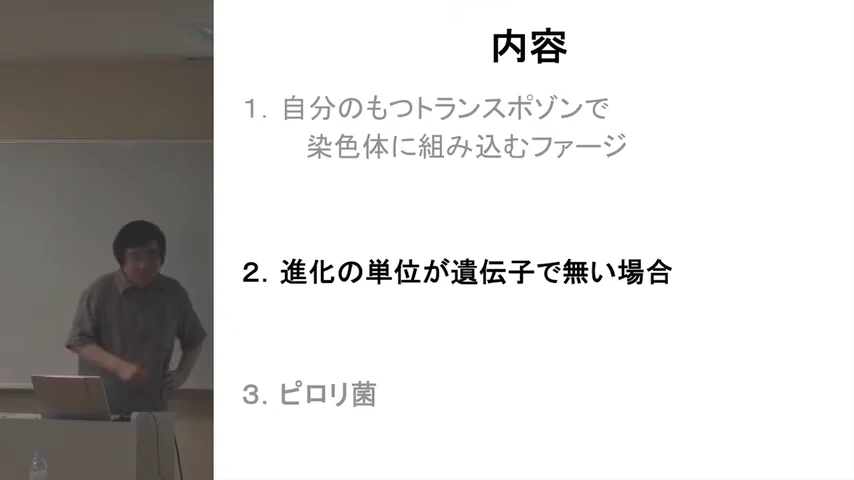 内容
１．自分のもつトランスポゾンで
染色体に組み込むファージ
２．進化の単位が遺伝子で無い場合
３．ピロリ菌